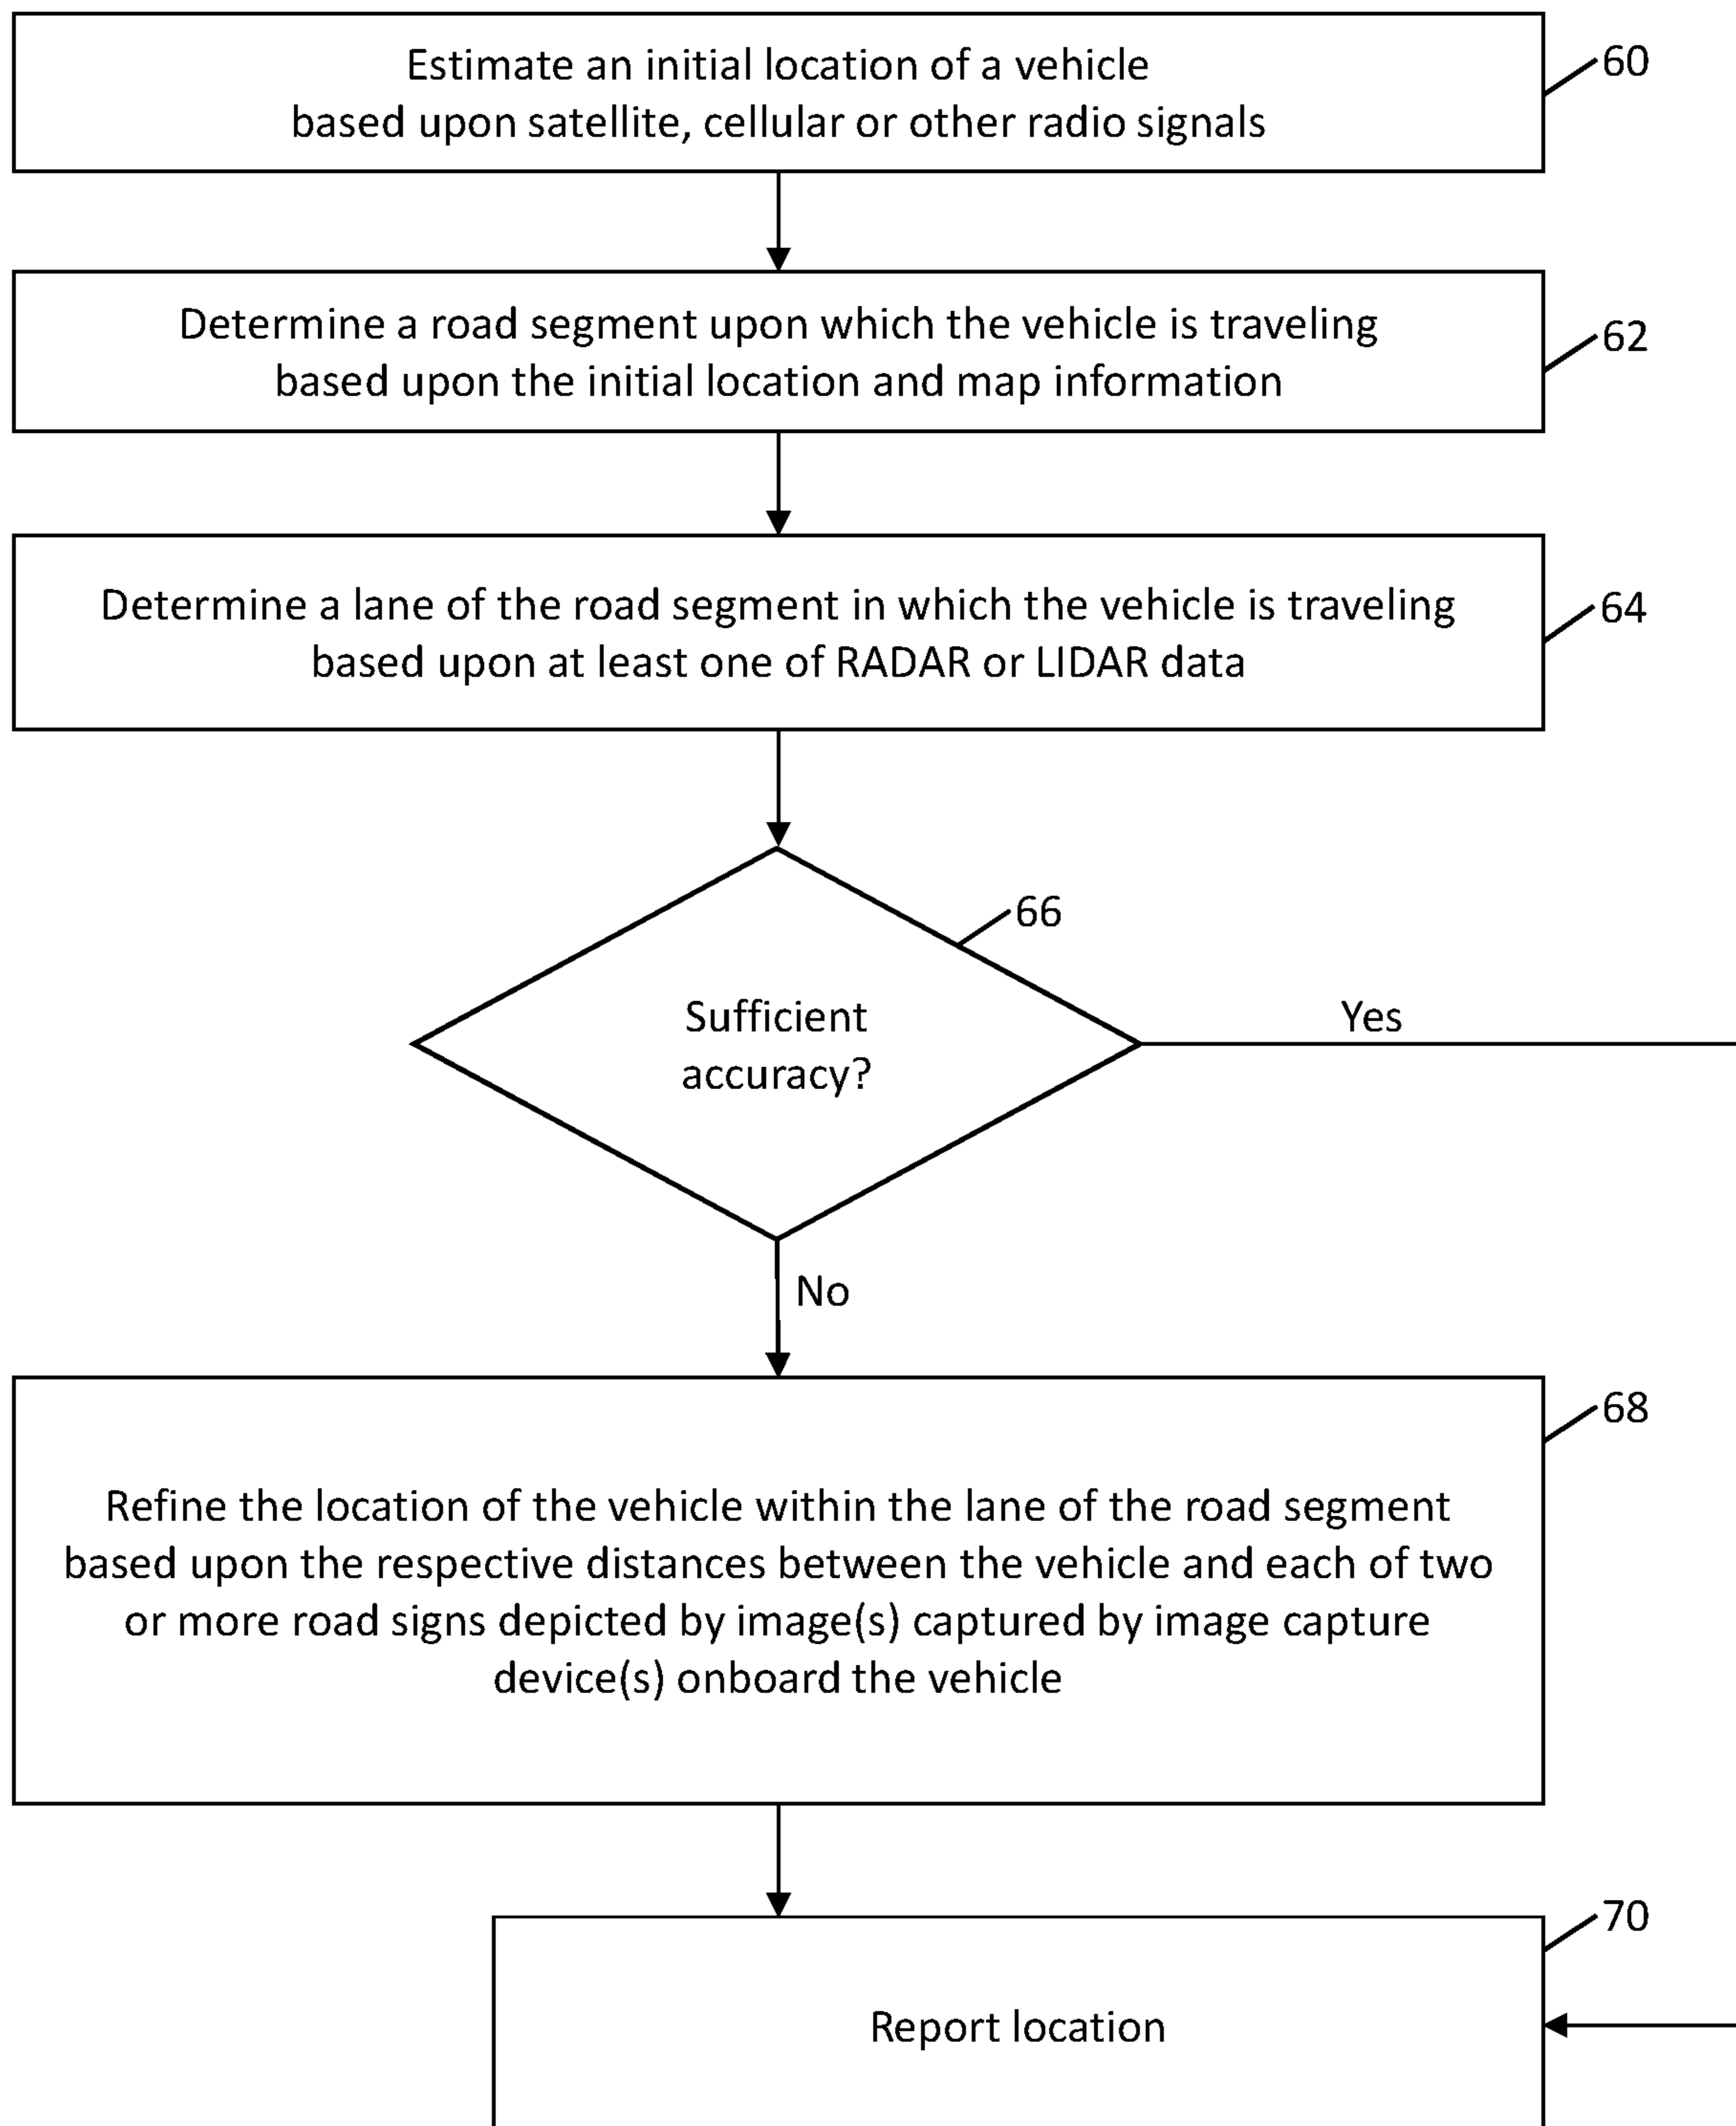 Estimate an initial location of a vehicle
based upon satellite, cellular or other radio signals
60
Determine a road segment upon which the vehicle is traveling
based upon the initial location and map information
62
Determine a lane of the road segment in which the vehicle is traveling
based upon at least one of RADAR or LIDAR data
64
66
Sufficient
accuracy?
Yes
No
68
Refine the location of the vehicle within the lane of the road segment
based upon the respective distances between the vehicle and each of two
or more road signs depicted by image(s) captured by image capture
device(s) onboard the vehicle
70
Report location